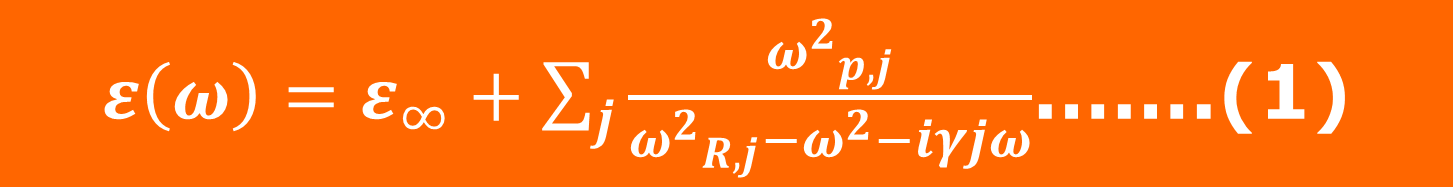 ε(ω) = ε∞ + ∑j ω²p,j / ω²R,j−ω²−iγjω.......(1)